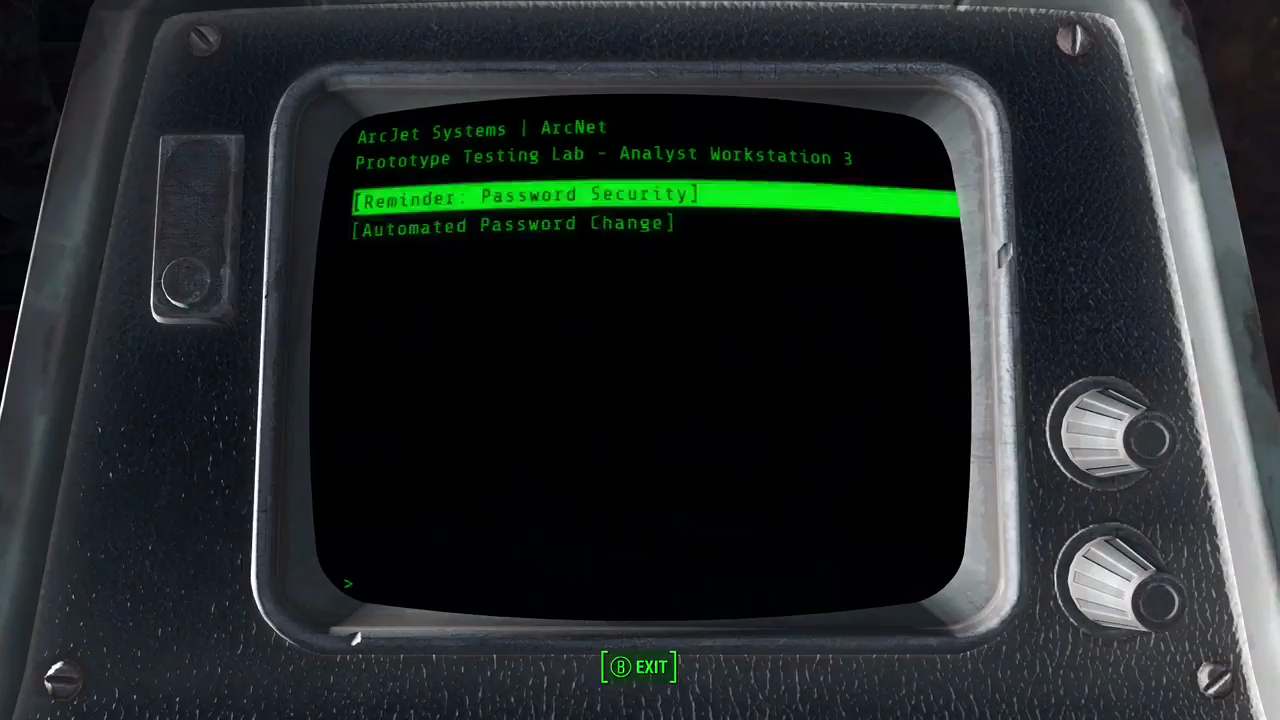 ArcJet Systems | ArcNet
Prototype Testing Lab - Analyst Workstation 3
[Reminder: Password Security]
[Automated Password Change]
>
[Ⓑ EXIT]